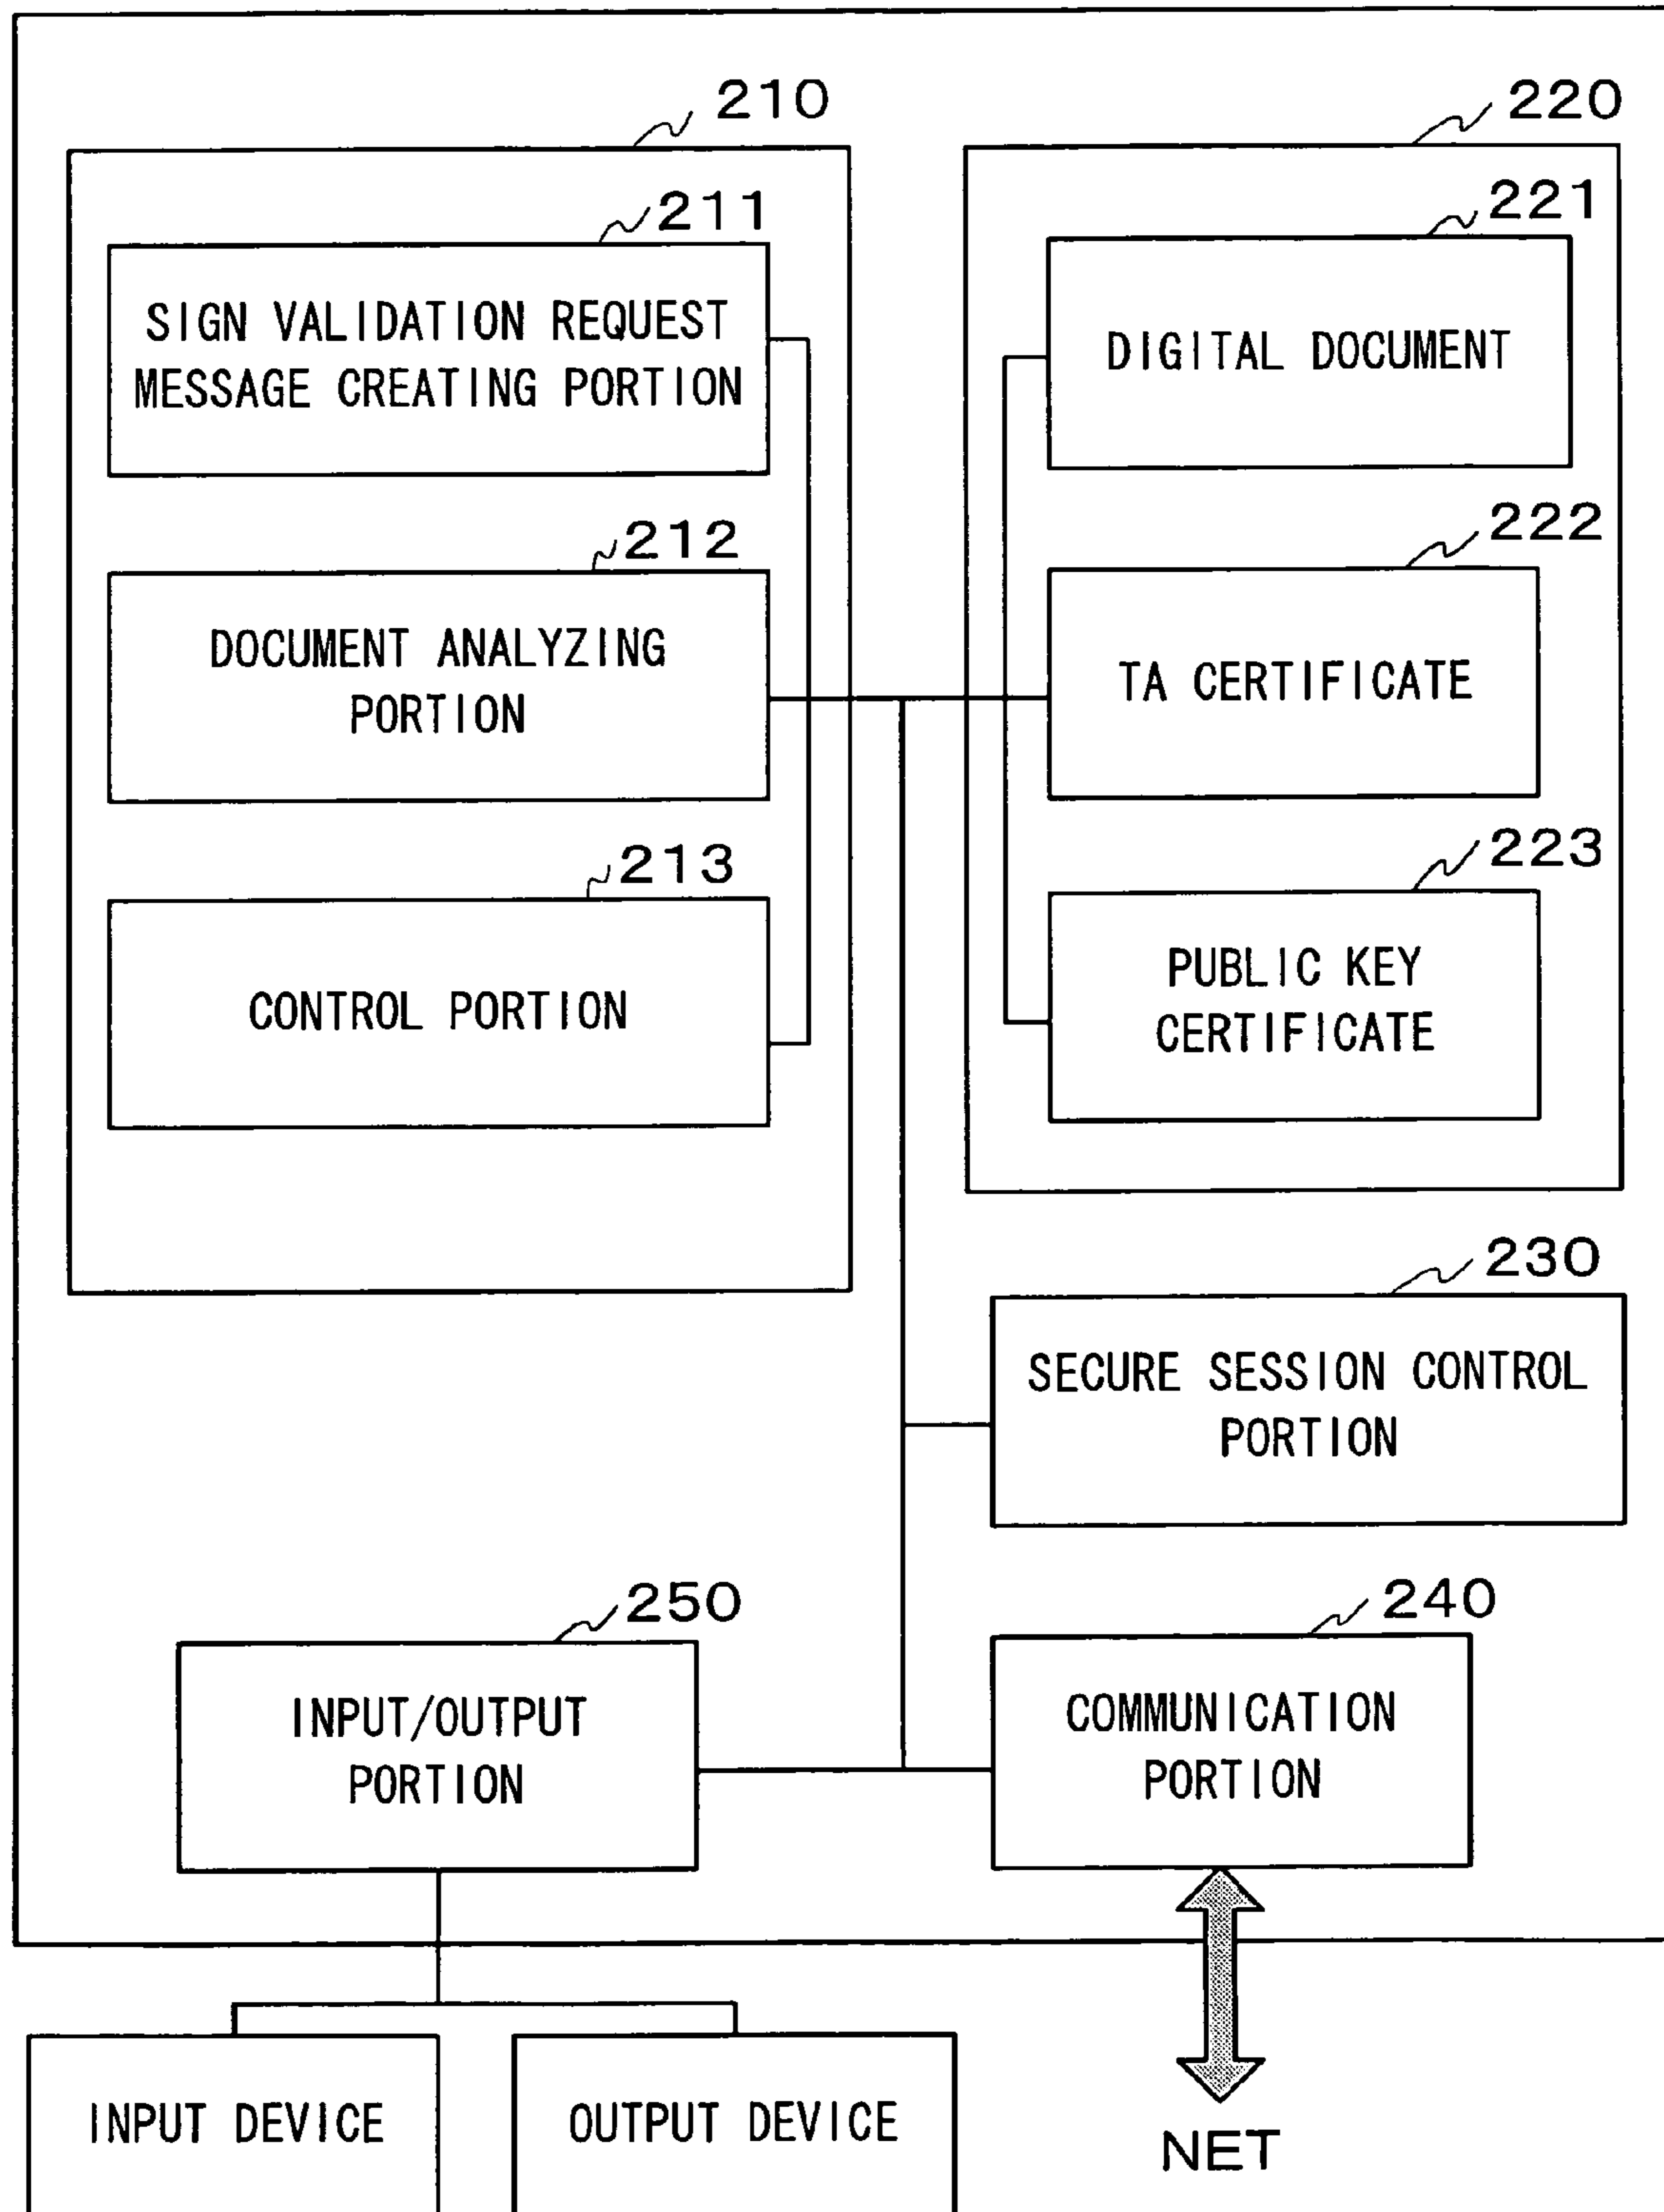 210
211
SIGN VALIDATION REQUEST
MESSAGE CREATING PORTION
212
DOCUMENT ANALYZING
PORTION
213
CONTROL PORTION
220
221
DIGITAL DOCUMENT
222
TA CERTIFICATE
223
PUBLIC KEY
CERTIFICATE
230
SECURE SESSION CONTROL
PORTION
250
INPUT/OUTPUT
PORTION
240
COMMUNICATION
PORTION
INPUT DEVICE
OUTPUT DEVICE
NET